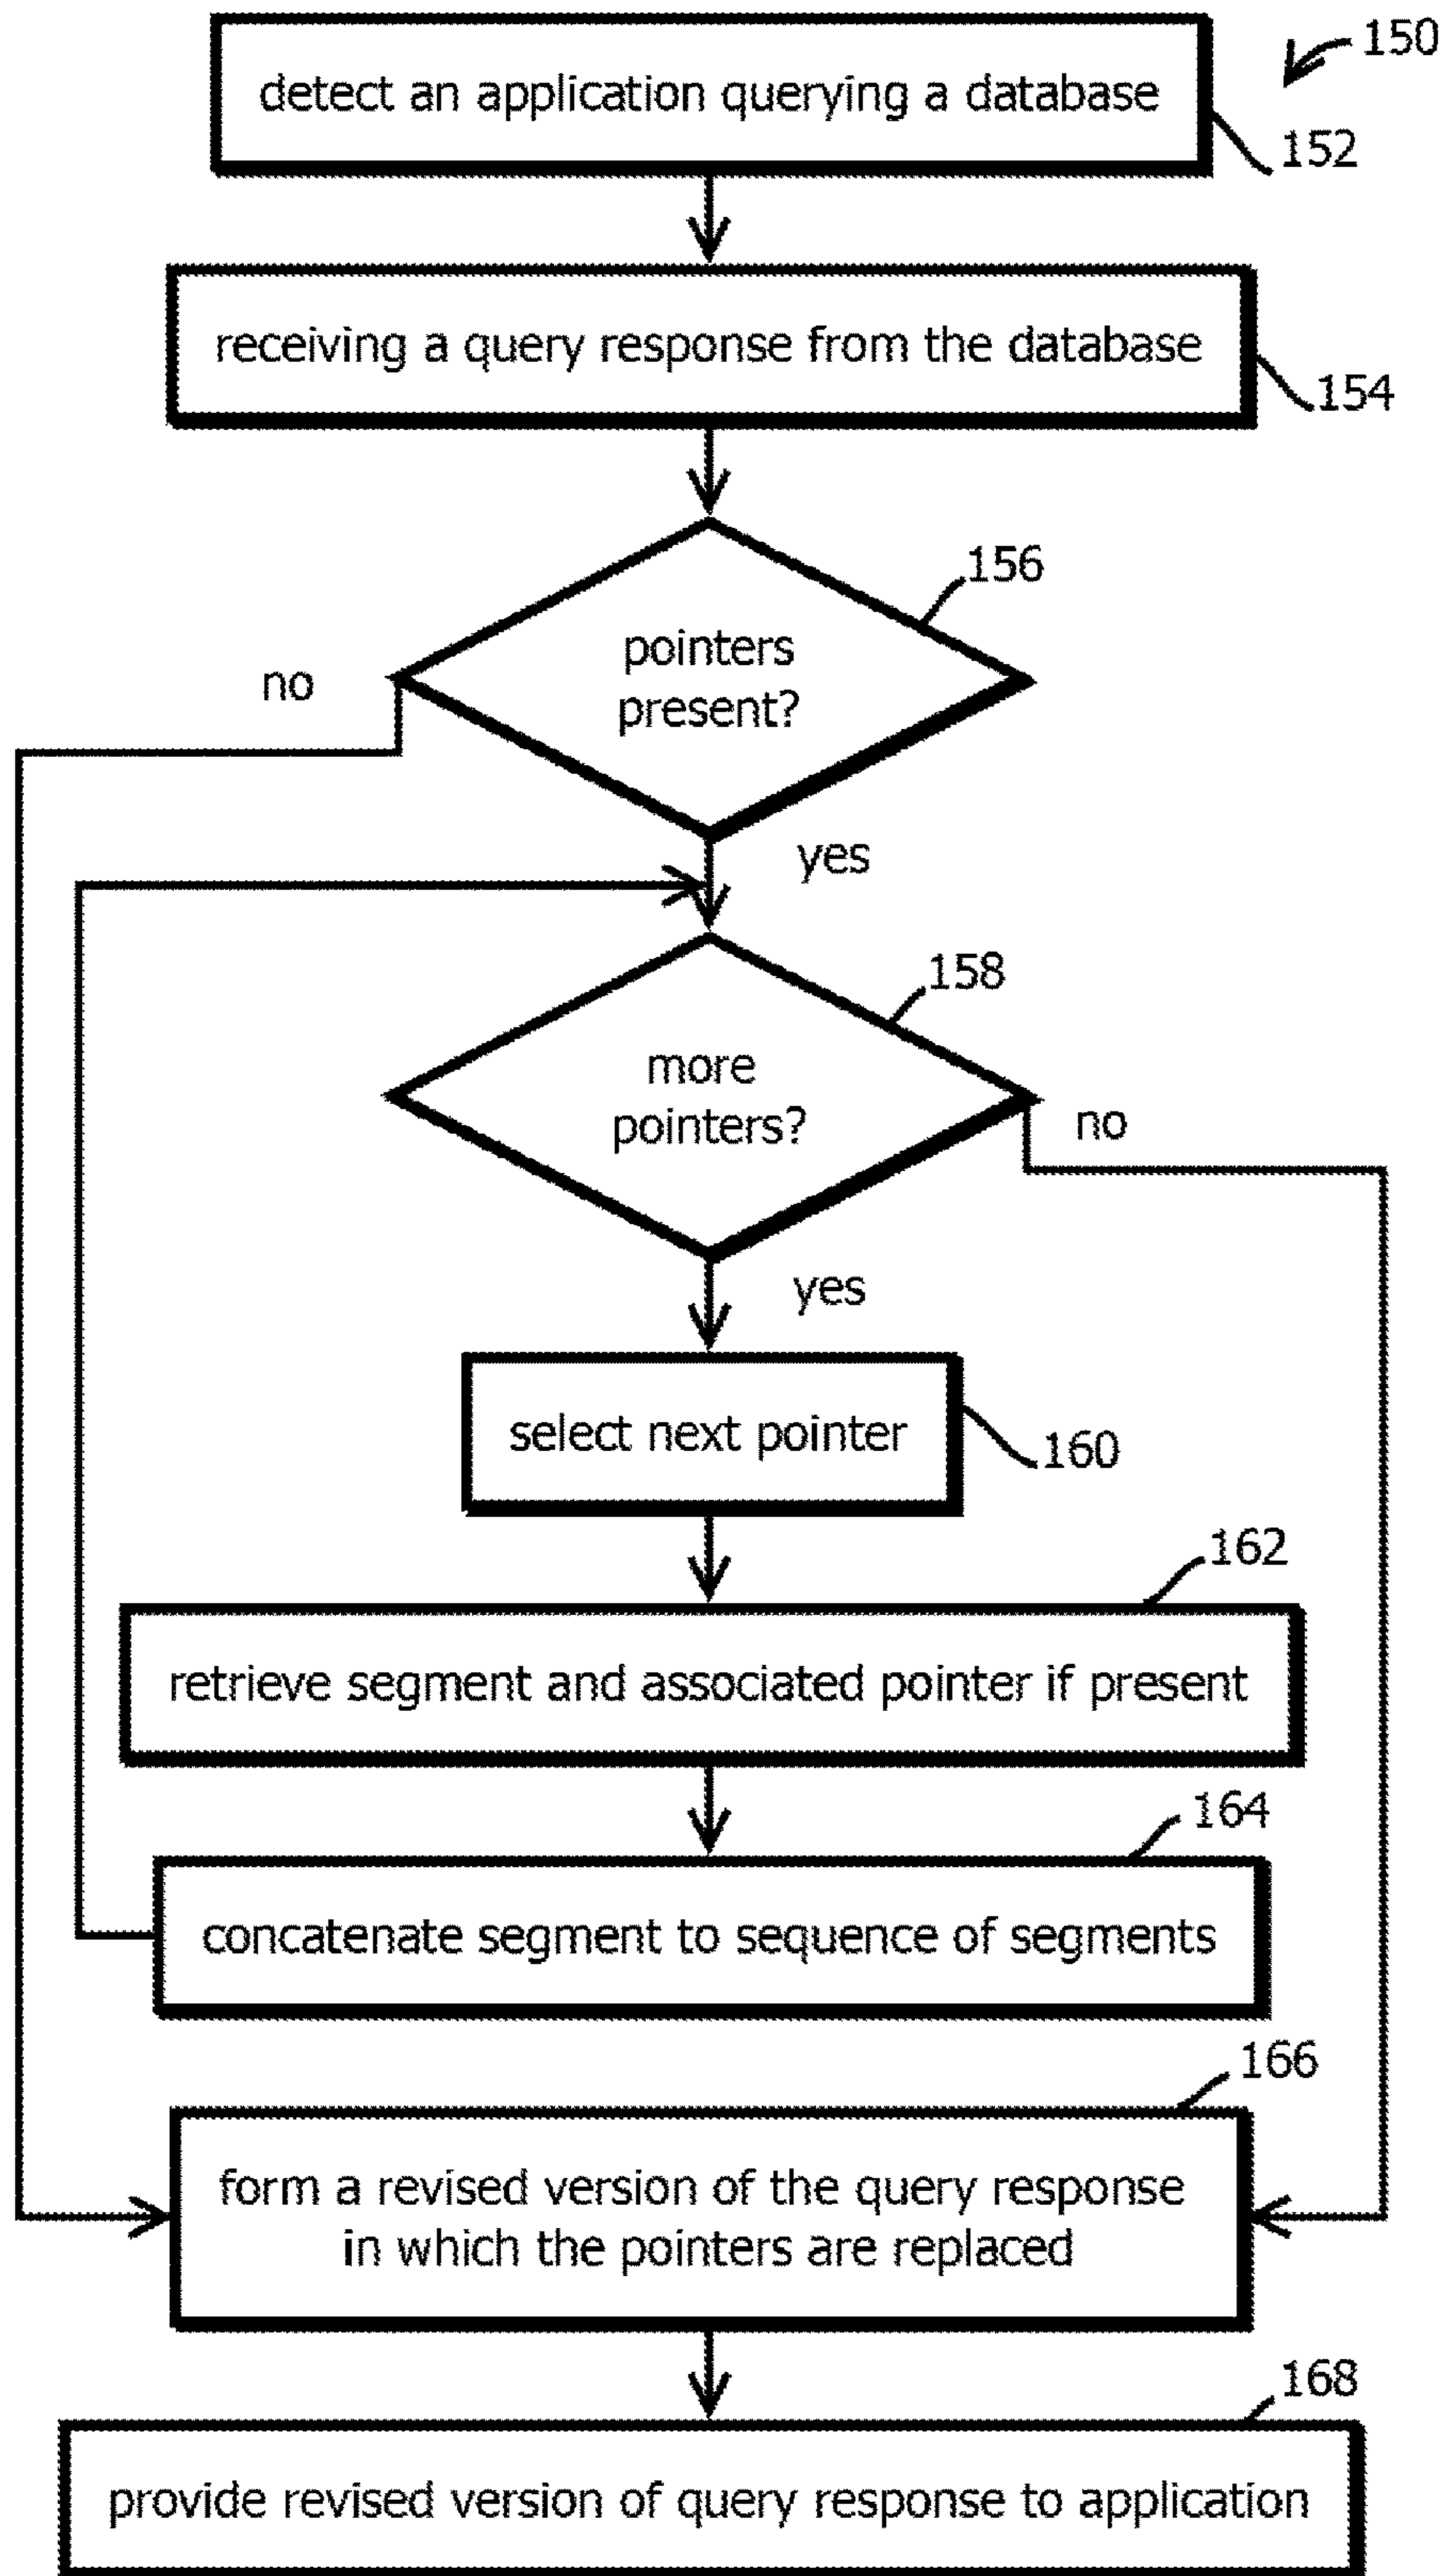 150
detect an application querying a database
152
receiving a query response from the database
154
156
pointers
present?
no
yes
158
more
pointers?
no
yes
select next pointer
160
162
retrieve segment and associated pointer if present
164
concatenate segment to sequence of segments
166
form a revised version of the query response
in which the pointers are replaced
168
provide revised version of query response to application